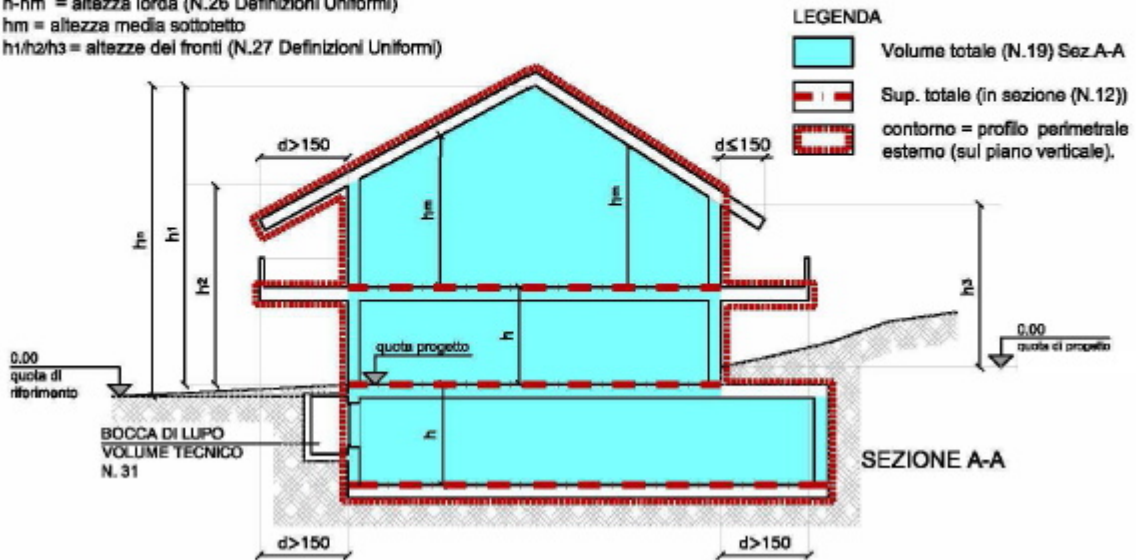 h-hm = altezza lorda (N.26 Definizioni Uniformi)
hm = altezza media sottotetto
h1/h2/h3 = altezze dei fronti (N.27 Definizioni Uniformi)
LEGENDA
Volume totale (N.19) Sez.A-A
Sup. totale (in sezione (N.12))
contorno = profilo perimetrale
esterno (sul piano verticale).
d>150
d≤150
hn
h1
h2
hm
hm
h3
h
quota progetto
0.00
quota di
riferimento
0.00
quota di progetto
BOCCA DI LUPO
VOLUME TECNICO
N. 31
h
SEZIONE A-A
d>150
d>150